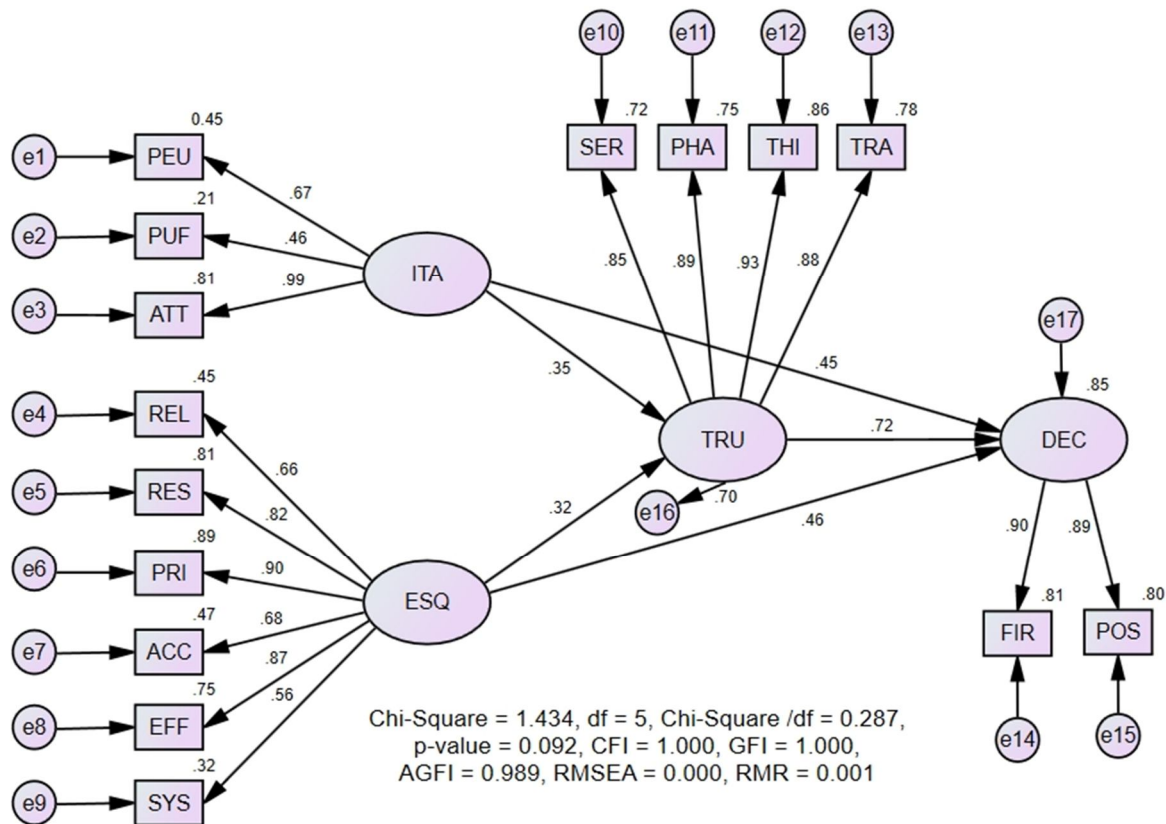 e10 e11 e12 e13
.72 .75 .86 .78
SER PHA THI TRA
0.45
e1 PEU
.67
.21
e2 PUF
.46
.81
e3 ATT
.99
ITA
.85 .89 .93 .88
e17
.35
.45
.85
.45
e4 REL
.66
TRU
.72
DEC
.81
e5 RES
.82
e16
.70
.32
.46
.90 .89
.89
e6 PRI
.90
ESQ
.81 .80
FIR POS
.47
e7 ACC
.68
.75
e8 EFF
.87
.56
e14 e15
.32
e9 SYS
Chi-Square = 1.434, df = 5, Chi-Square /df = 0.287,
p-value = 0.092, CFI = 1.000, GFI = 1.000,
AGFI = 0.989, RMSEA = 0.000, RMR = 0.001